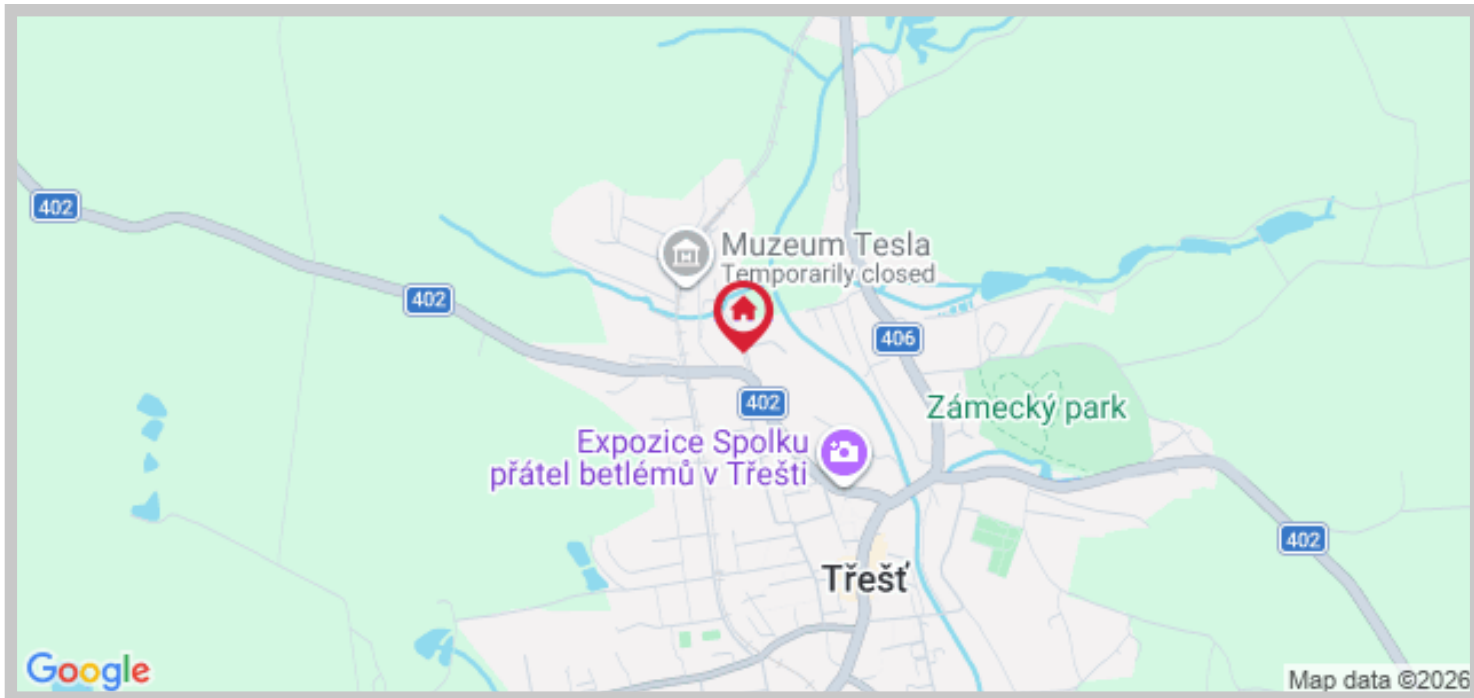 402
Muzeum Tesla
Temporarily closed
402
406
402
Zámecký park
Expozice Spolku
přátel betlémů v Třešti
402
Třešť
Google
Map data ©2026